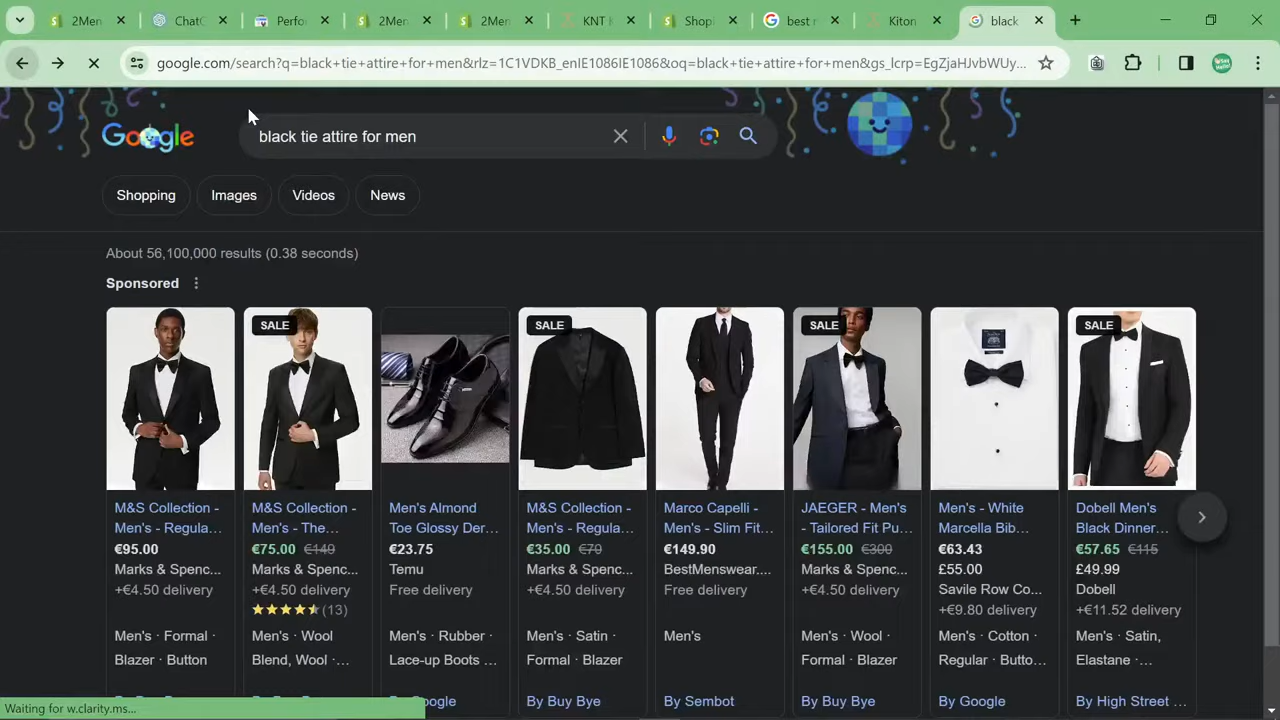 2Men
ChatG
Perfo
2Men
2Men
KNT K
Shopi
best r
Kiton
black
google.com/search?q=black+tie+attire+for+men&rlz=1C1VDKB_enIE1086IE1086&oq=black+tie+attire+for+men&gs_lcrp=EgZjaHJvbWUy...
Google
black tie attire for men
Shopping
Images
Videos
News
About 56,100,000 results (0.38 seconds)
Sponsored
SALE
SALE
SALE
SALE
M&S Collection -
Men's - Regula...
€95.00
Marks & Spenc...
+€4.50 delivery
Men's · Formal ·
Blazer · Button
M&S Collection -
Men's - The...
€75.00 €149
Marks & Spenc...
+€4.50 delivery
(13)
Men's · Wool
Blend, Wool ·...
Men's Almond
Toe Glossy Der...
€23.75
Temu
Free delivery
Men's · Rubber ·
Lace-up Boots ...
oogle
M&S Collection -
Men's - Regula...
€35.00 €70
Marks & Spenc...
+€4.50 delivery
Men's · Satin ·
Formal · Blazer
By Buy Bye
Marco Capelli -
Men's - Slim Fit...
€149.90
BestMenswear....
Free delivery
Men's
By Sembot
JAEGER - Men's
- Tailored Fit Pu...
€155.00 €300
Marks & Spenc...
+€4.50 delivery
Men's · Wool ·
Formal · Blazer
By Buy Bye
Men's - White
Marcella Bib...
€63.43
£55.00
Savile Row Co...
+€9.80 delivery
Men's · Cotton ·
Regular · Butto...
By Google
Dobell Men's
Black Dinner...
€57.65 €115
£49.99
Dobell
+€11.52 delivery
Men's · Satin,
Elastane ·...
By High Street ...
Waiting for w.clarity.ms...